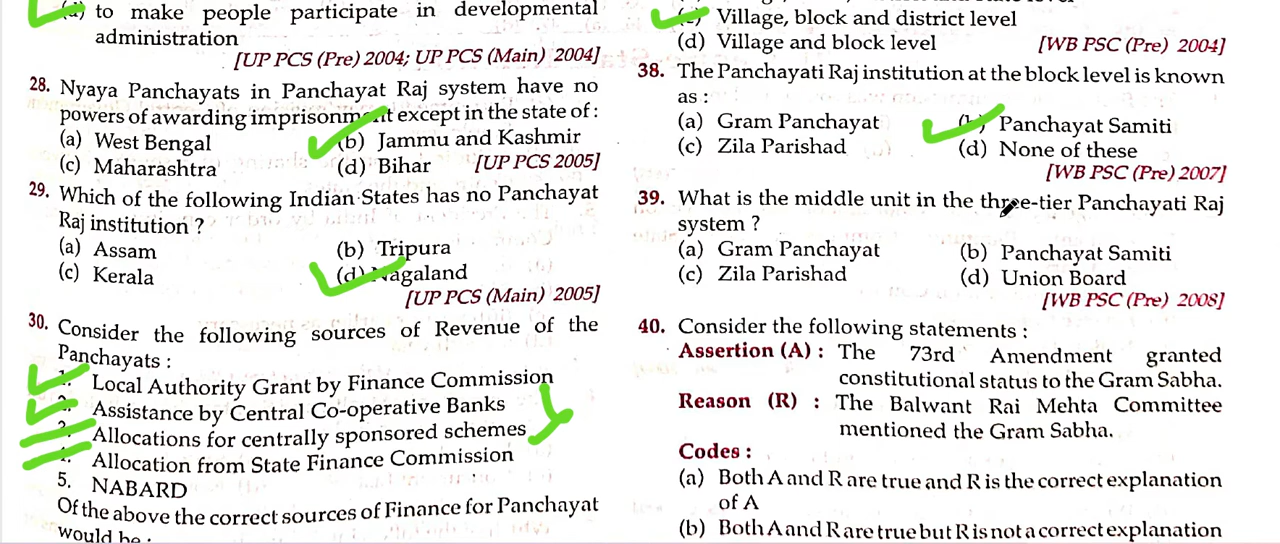 (d) to make people participate in developmental
administration
[UP PCS (Pre) 2004; UP PCS (Main) 2004]
28. Nyaya Panchayats in Panchayat Raj system have no
powers of awarding imprisonment except in the state of :
(a) West Bengal (b) Jammu and Kashmir
(c) Maharashtra (d) Bihar [UP PCS 2005]
29. Which of the following Indian States has no Panchayat
Raj institution ?
(a) Assam (b) Tripura
(c) Kerala (d) Nagaland
[UP PCS (Main) 2005]
30. Consider the following sources of Revenue of the
Panchayats :
1. Local Authority Grant by Finance Commission
2. Assistance by Central Co-operative Banks
3. Allocations for centrally sponsored schemes
4. Allocation from State Finance Commission
5. NABARD
Of the above the correct sources of Finance for Panchayat
would be :
(c) Village, block and district level
(d) Village and block level [WB PSC (Pre) 2004]
38. The Panchayati Raj institution at the block level is known
as :
(a) Gram Panchayat (b) Panchayat Samiti
(c) Zila Parishad (d) None of these
[WB PSC (Pre) 2007]
39. What is the middle unit in the three-tier Panchayati Raj
system ?
(a) Gram Panchayat (b) Panchayat Samiti
(c) Zila Parishad (d) Union Board
[WB PSC (Pre) 2008]
40. Consider the following statements :
Assertion (A) : The 73rd Amendment granted
constitutional status to the Gram Sabha.
Reason (R) : The Balwant Rai Mehta Committee
mentioned the Gram Sabha.
Codes :
(a) Both A and R are true and R is the correct explanation
of A
(b) Both A and R are true but R is not a correct explanation